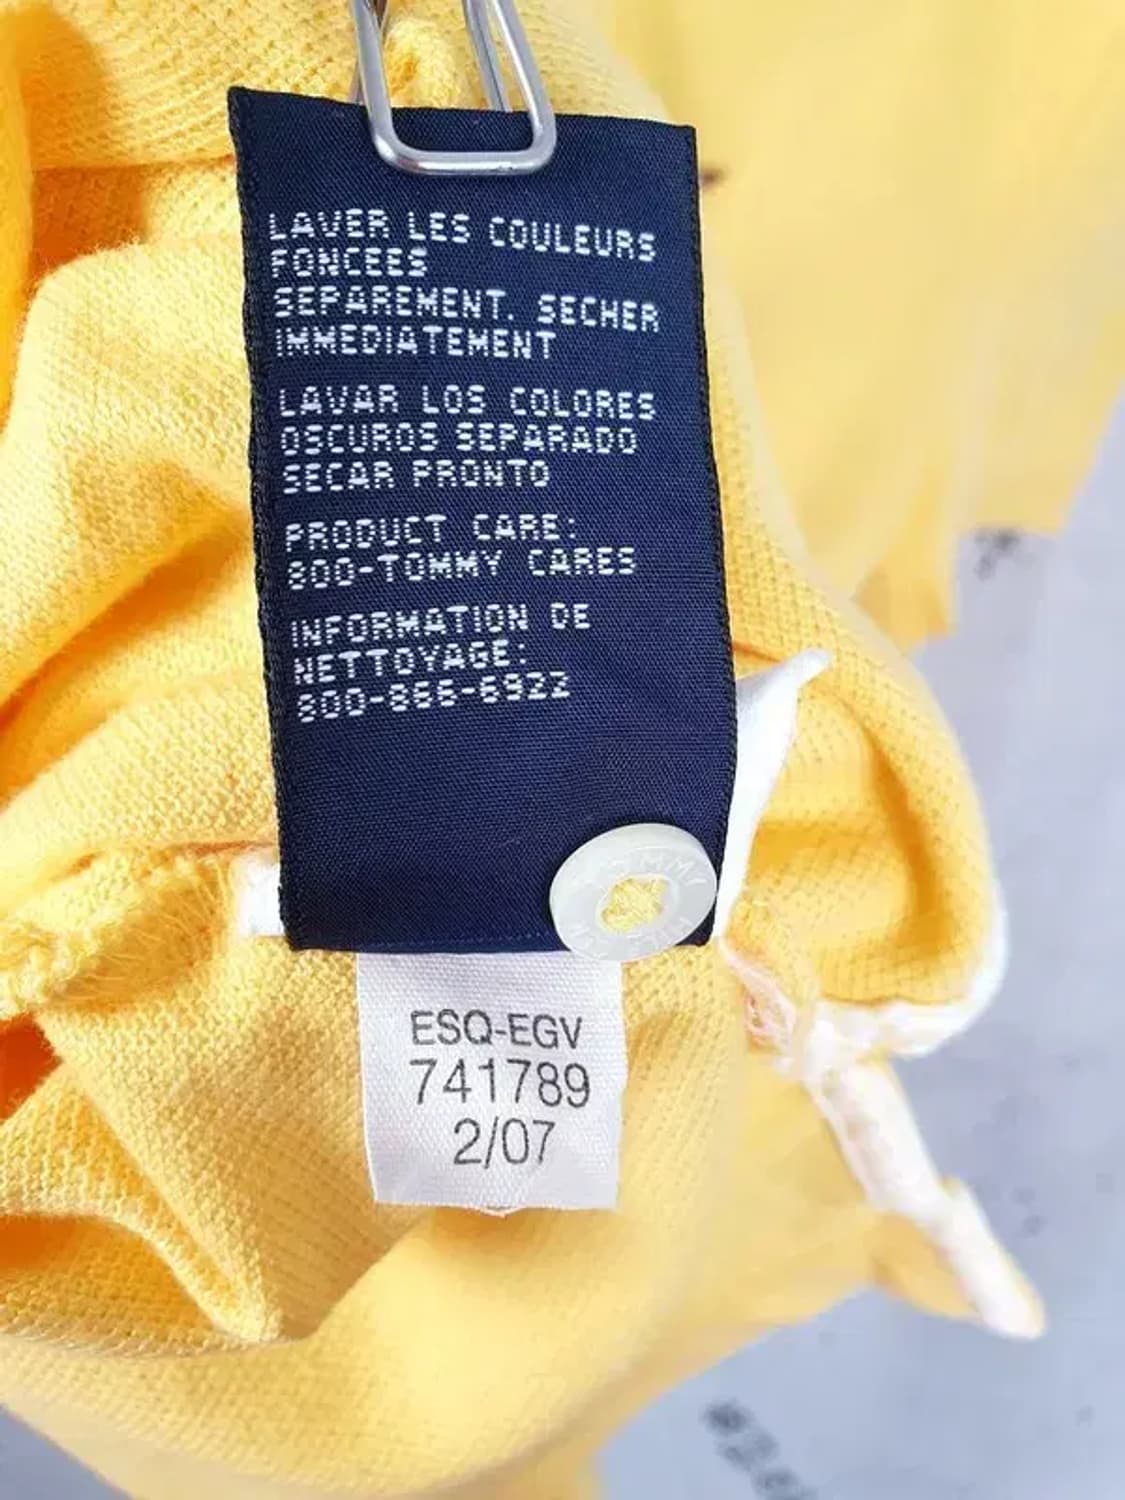 LAVER LES COULEURS
FONCEES
SEPAREMENT. SECHER
IMMEDIATEMENT
LAVAR LOS COLORES
OSCUROS SEPARADO
SECAR PRONTO
PRODUCT CARE:
800-TOMMY CARES
INFORMATION DE
NETTOYAGE:
800-866-6922
TOMMY
ESQ-EGV
741789
2/07